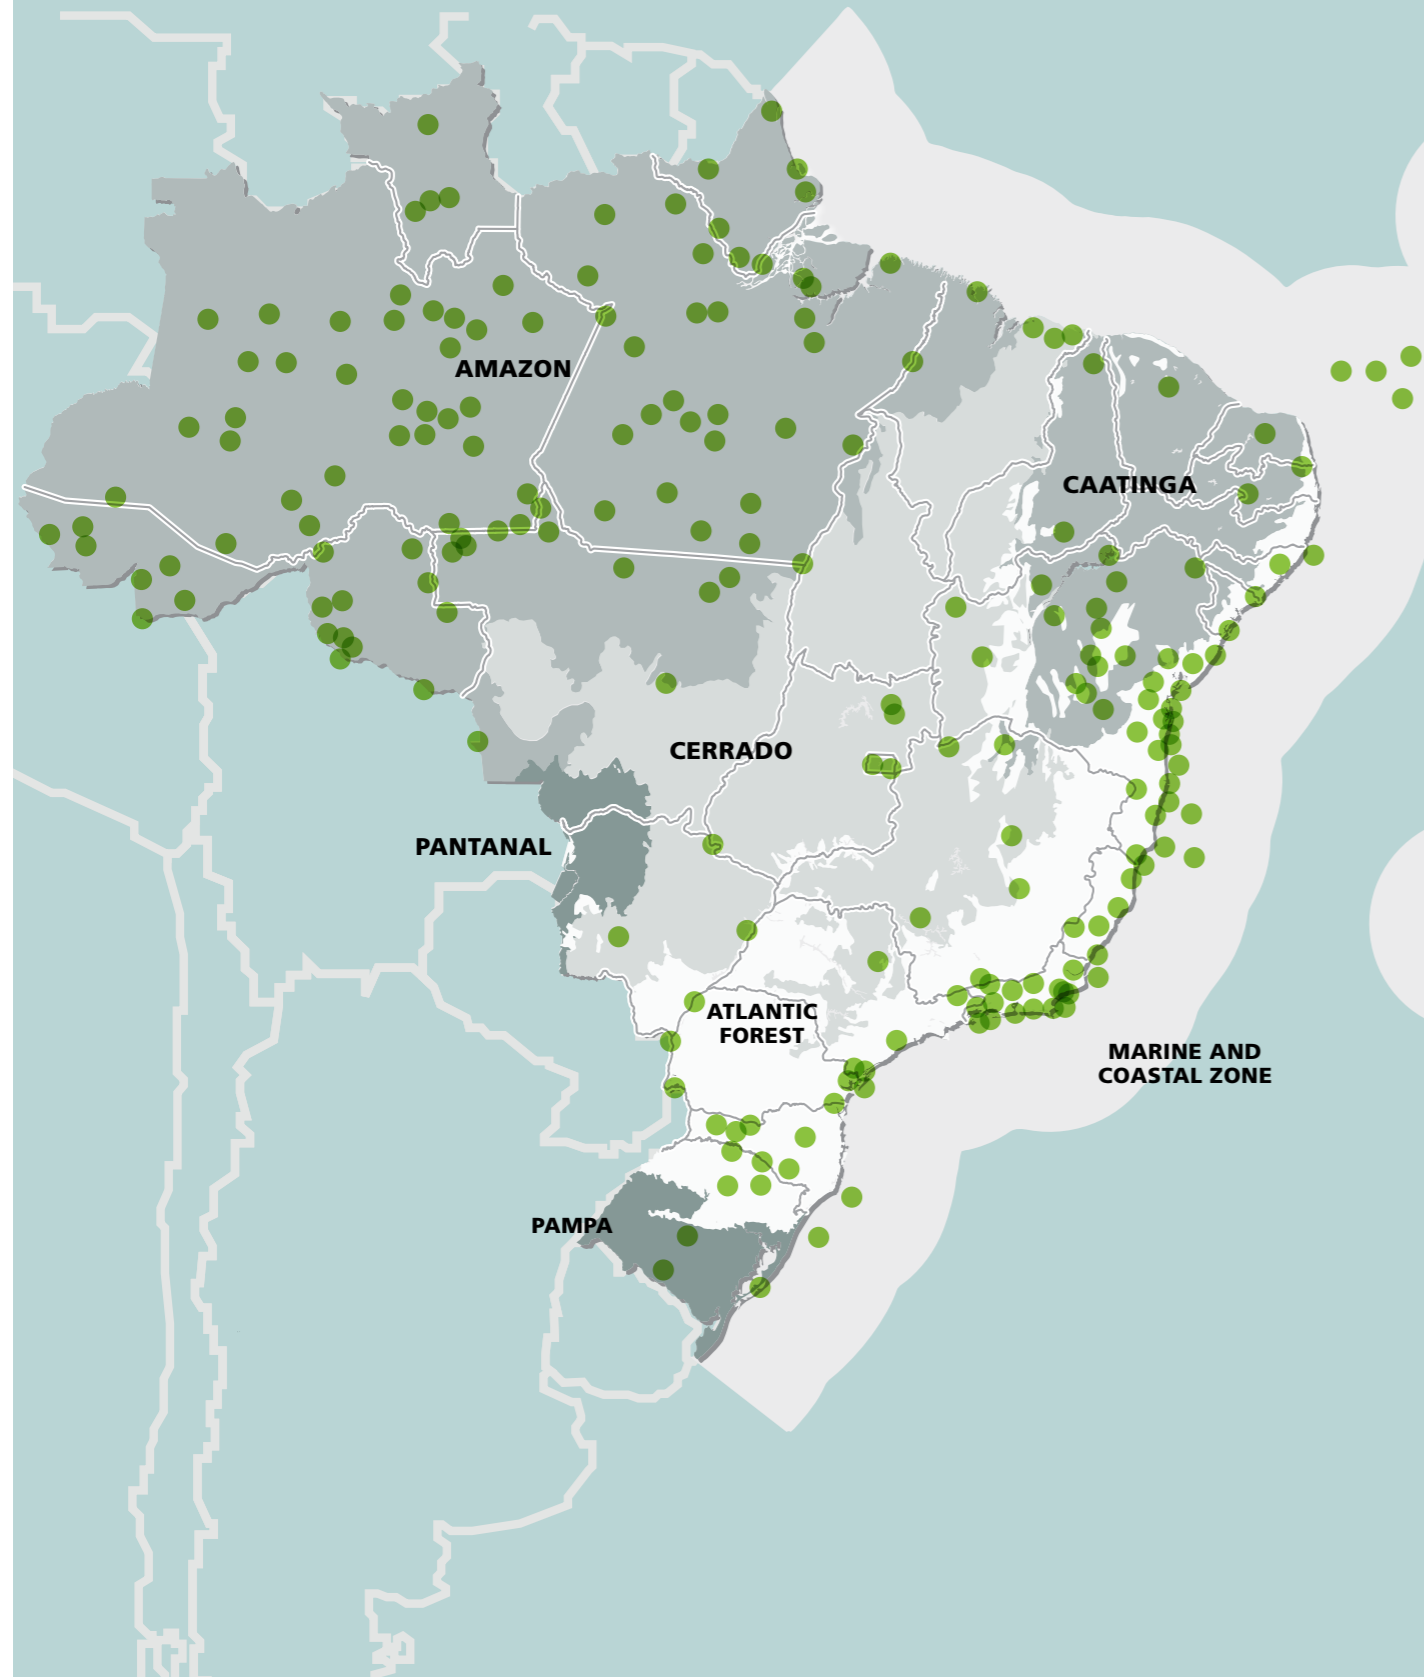 AMAZON
CAATINGA
CERRADO
PANTANAL
ATLANTIC
FOREST
MARINE AND
COASTAL ZONE
PAMPA